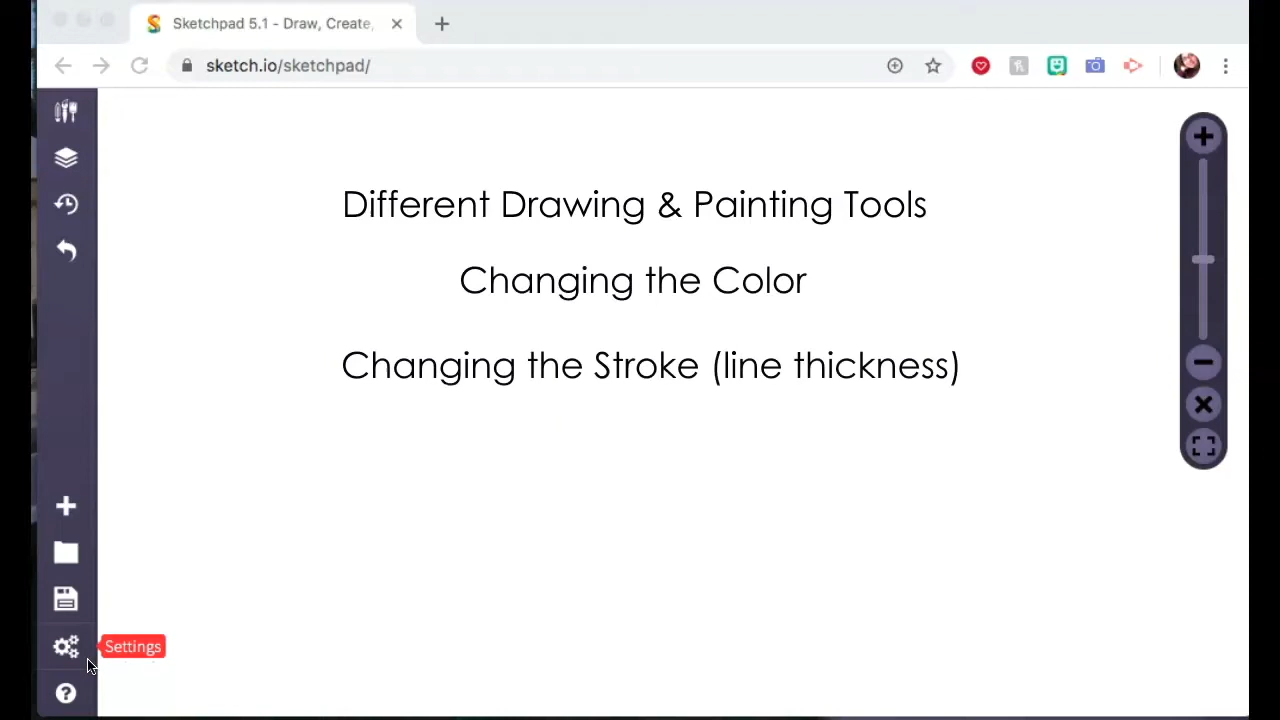 Sketchpad 5.1 - Draw, Create,
sketch.io/sketchpad/
Different Drawing & Painting Tools
Changing the Color
Changing the Stroke (line thickness)
Settings